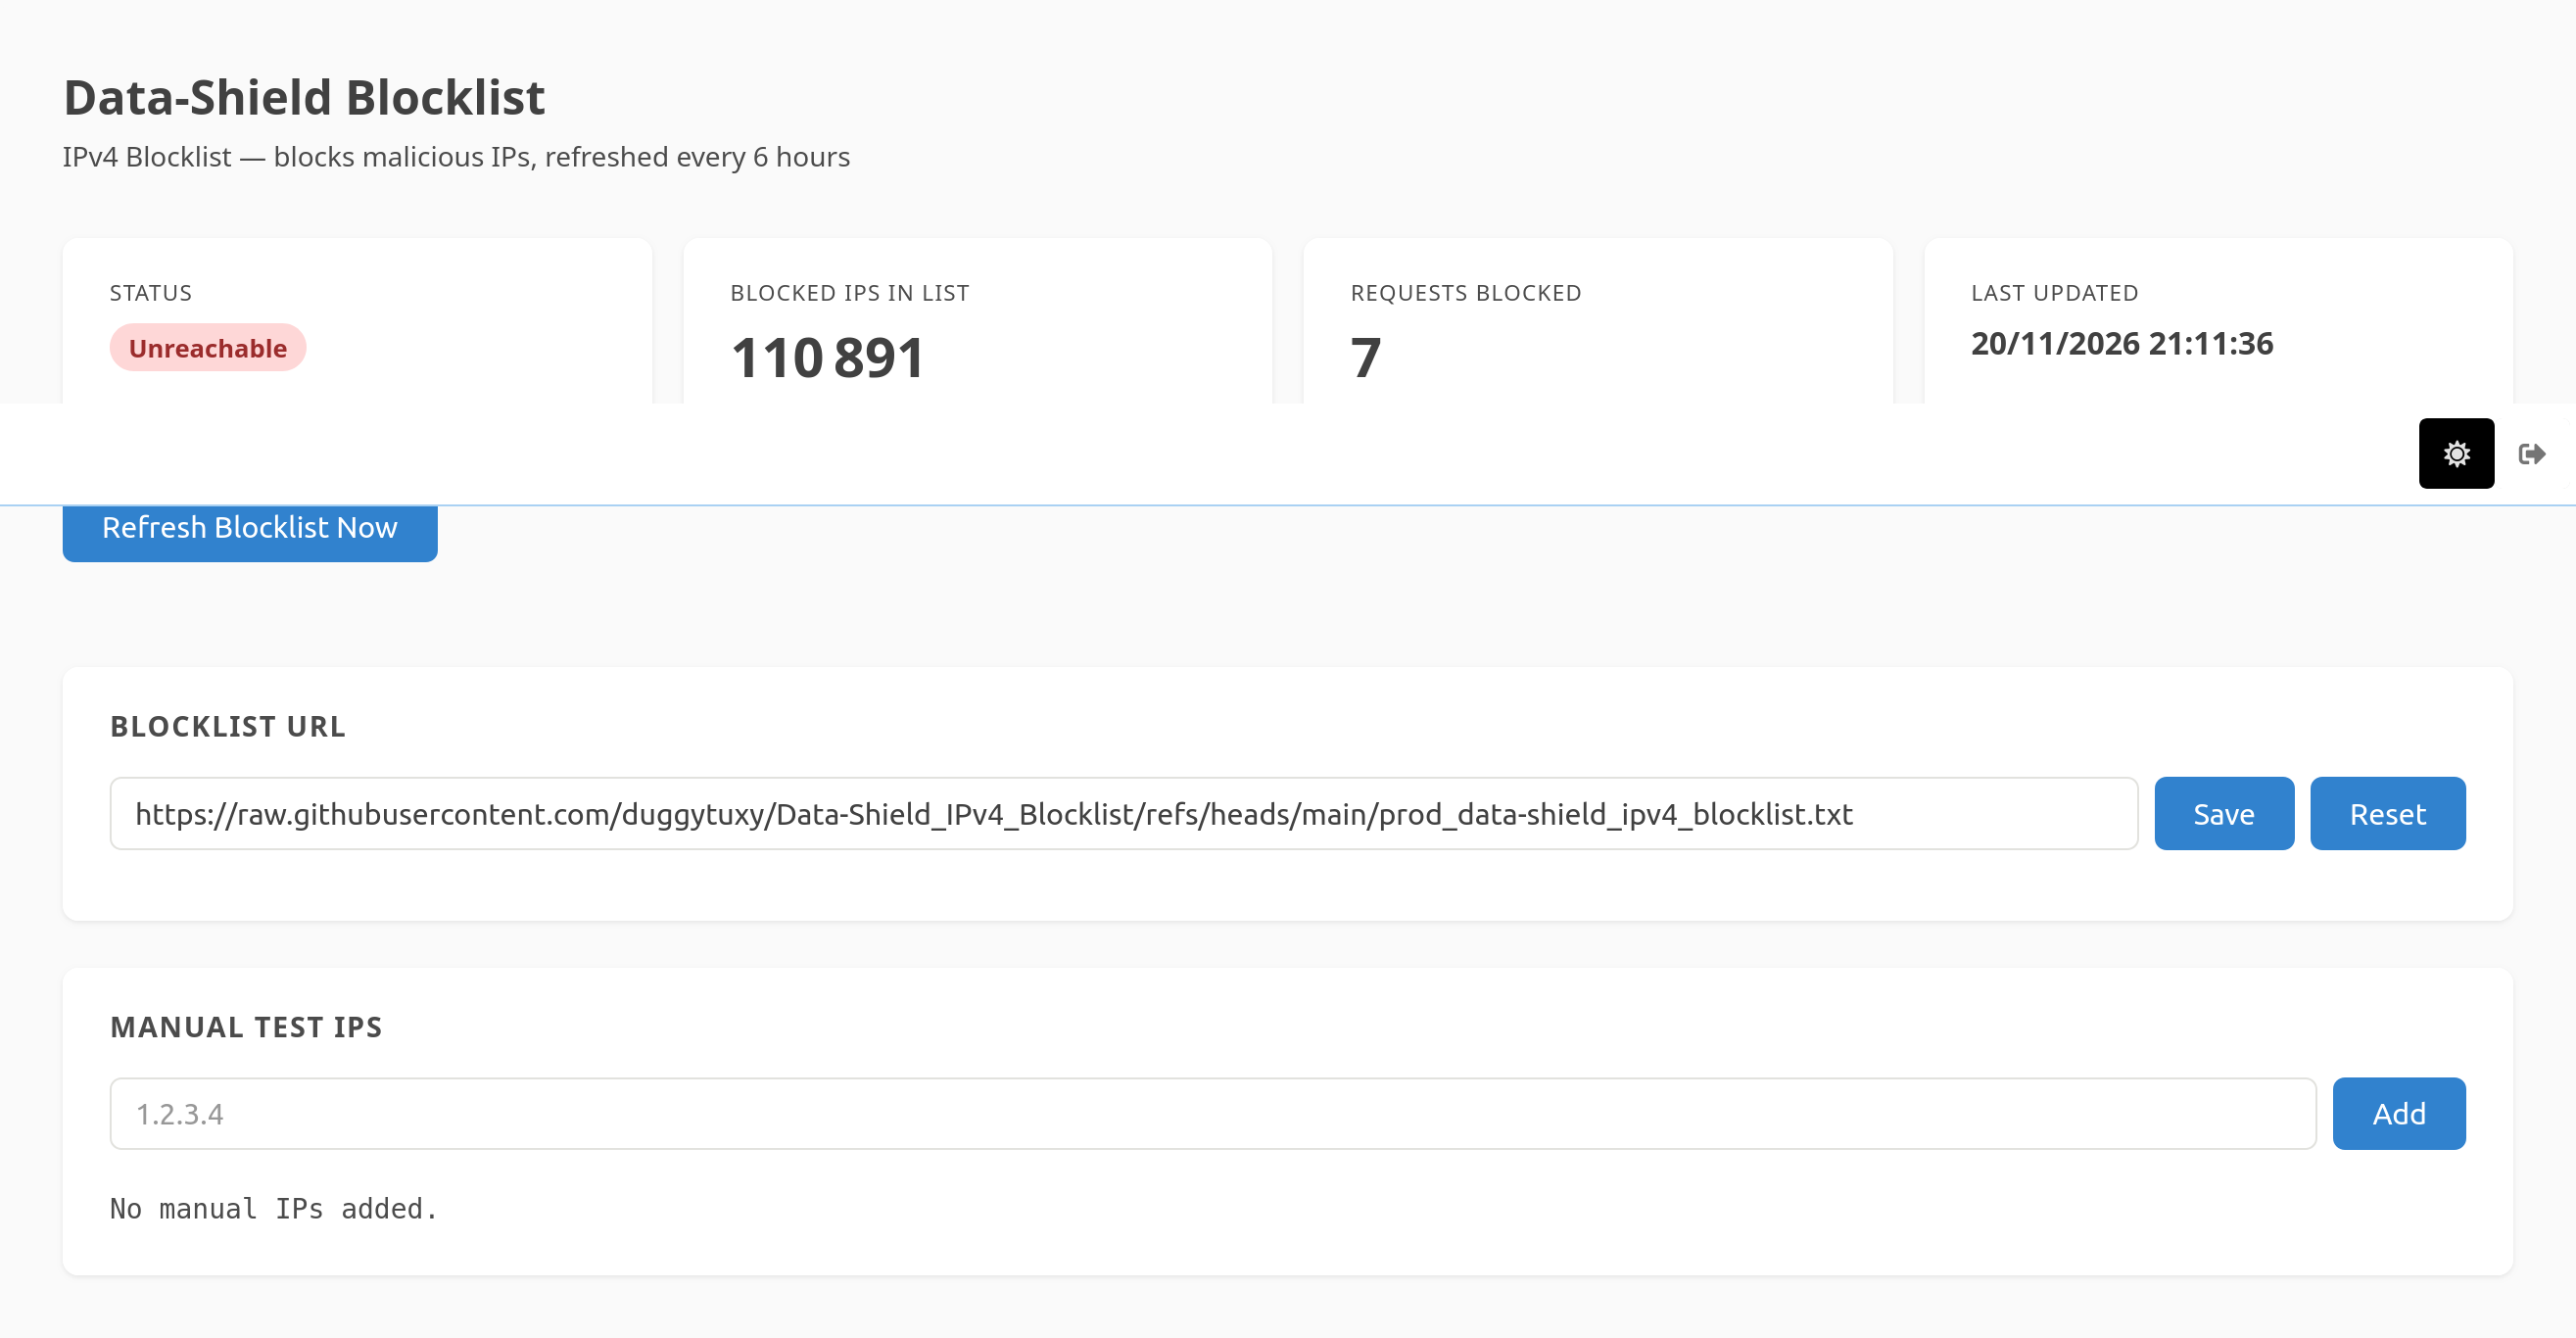 Data-Shield Blocklist
IPv4 Blocklist — blocks malicious IPs, refreshed every 6 hours
STATUS
Unreachable
BLOCKED IPS IN LIST
110 891
REQUESTS BLOCKED
7
LAST UPDATED
20/11/2026 21:11:36
Refresh Blocklist Now
BLOCKLIST URL
https://raw.githubusercontent.com/duggytuxy/Data-Shield_IPv4_Blocklist/refs/heads/main/prod_data-shield_ipv4_blocklist.txt
Save
Reset
MANUAL TEST IPS
1.2.3.4
Add
No manual IPs added.